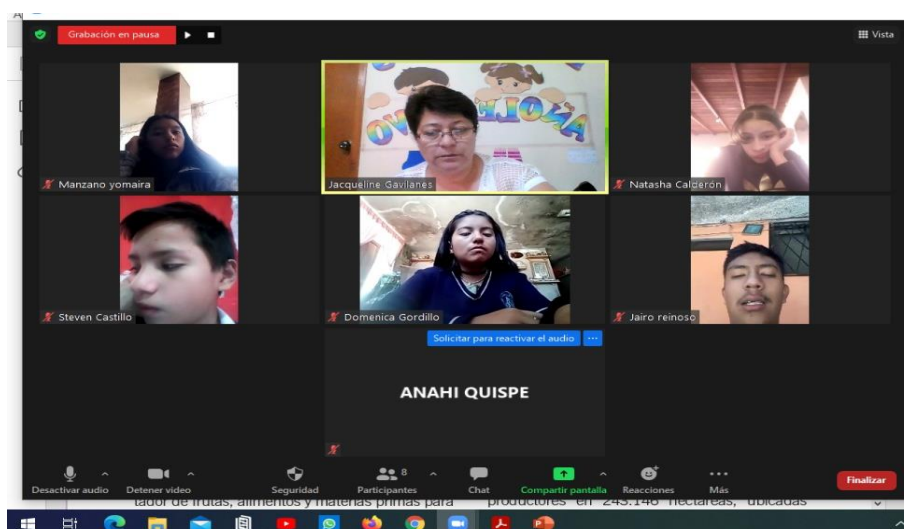 Grabación en pausa
Vista
Manzano yomaira
Jacqueline Gavilanes
Natasha Calderón
Steven Castillo
Domenica Gordillo
Jairo reinoso
Solicitar para reactivar el audio
ANAHI QUISPE
8
Desactivar audio
Detener video
Seguridad
Participantes
Chat
Compartir pantalla
Reacciones
Más
Finalizar
tador de frutas, alimentos y materias primas para
productores en 243.146 hectáreas, ubicadas